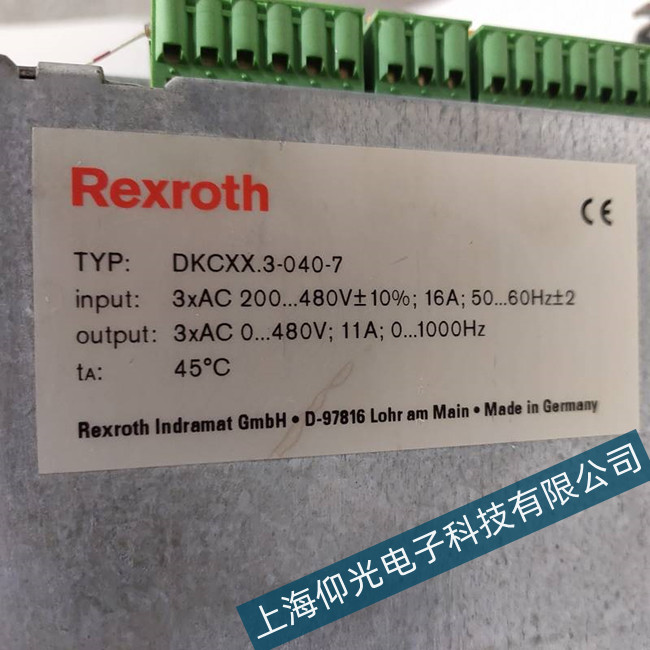 Rexroth
CE
TYP: DKCXX.3-040-7
input: 3xAC 200...480V±10%; 16A; 50...60Hz±2
output: 3xAC 0...480V; 11A; 0...1000Hz
tA: 45°C
Rexroth Indramat GmbH • D-97816 Lohr am Main • Made in Germany
上海仰光电子科技有限公司